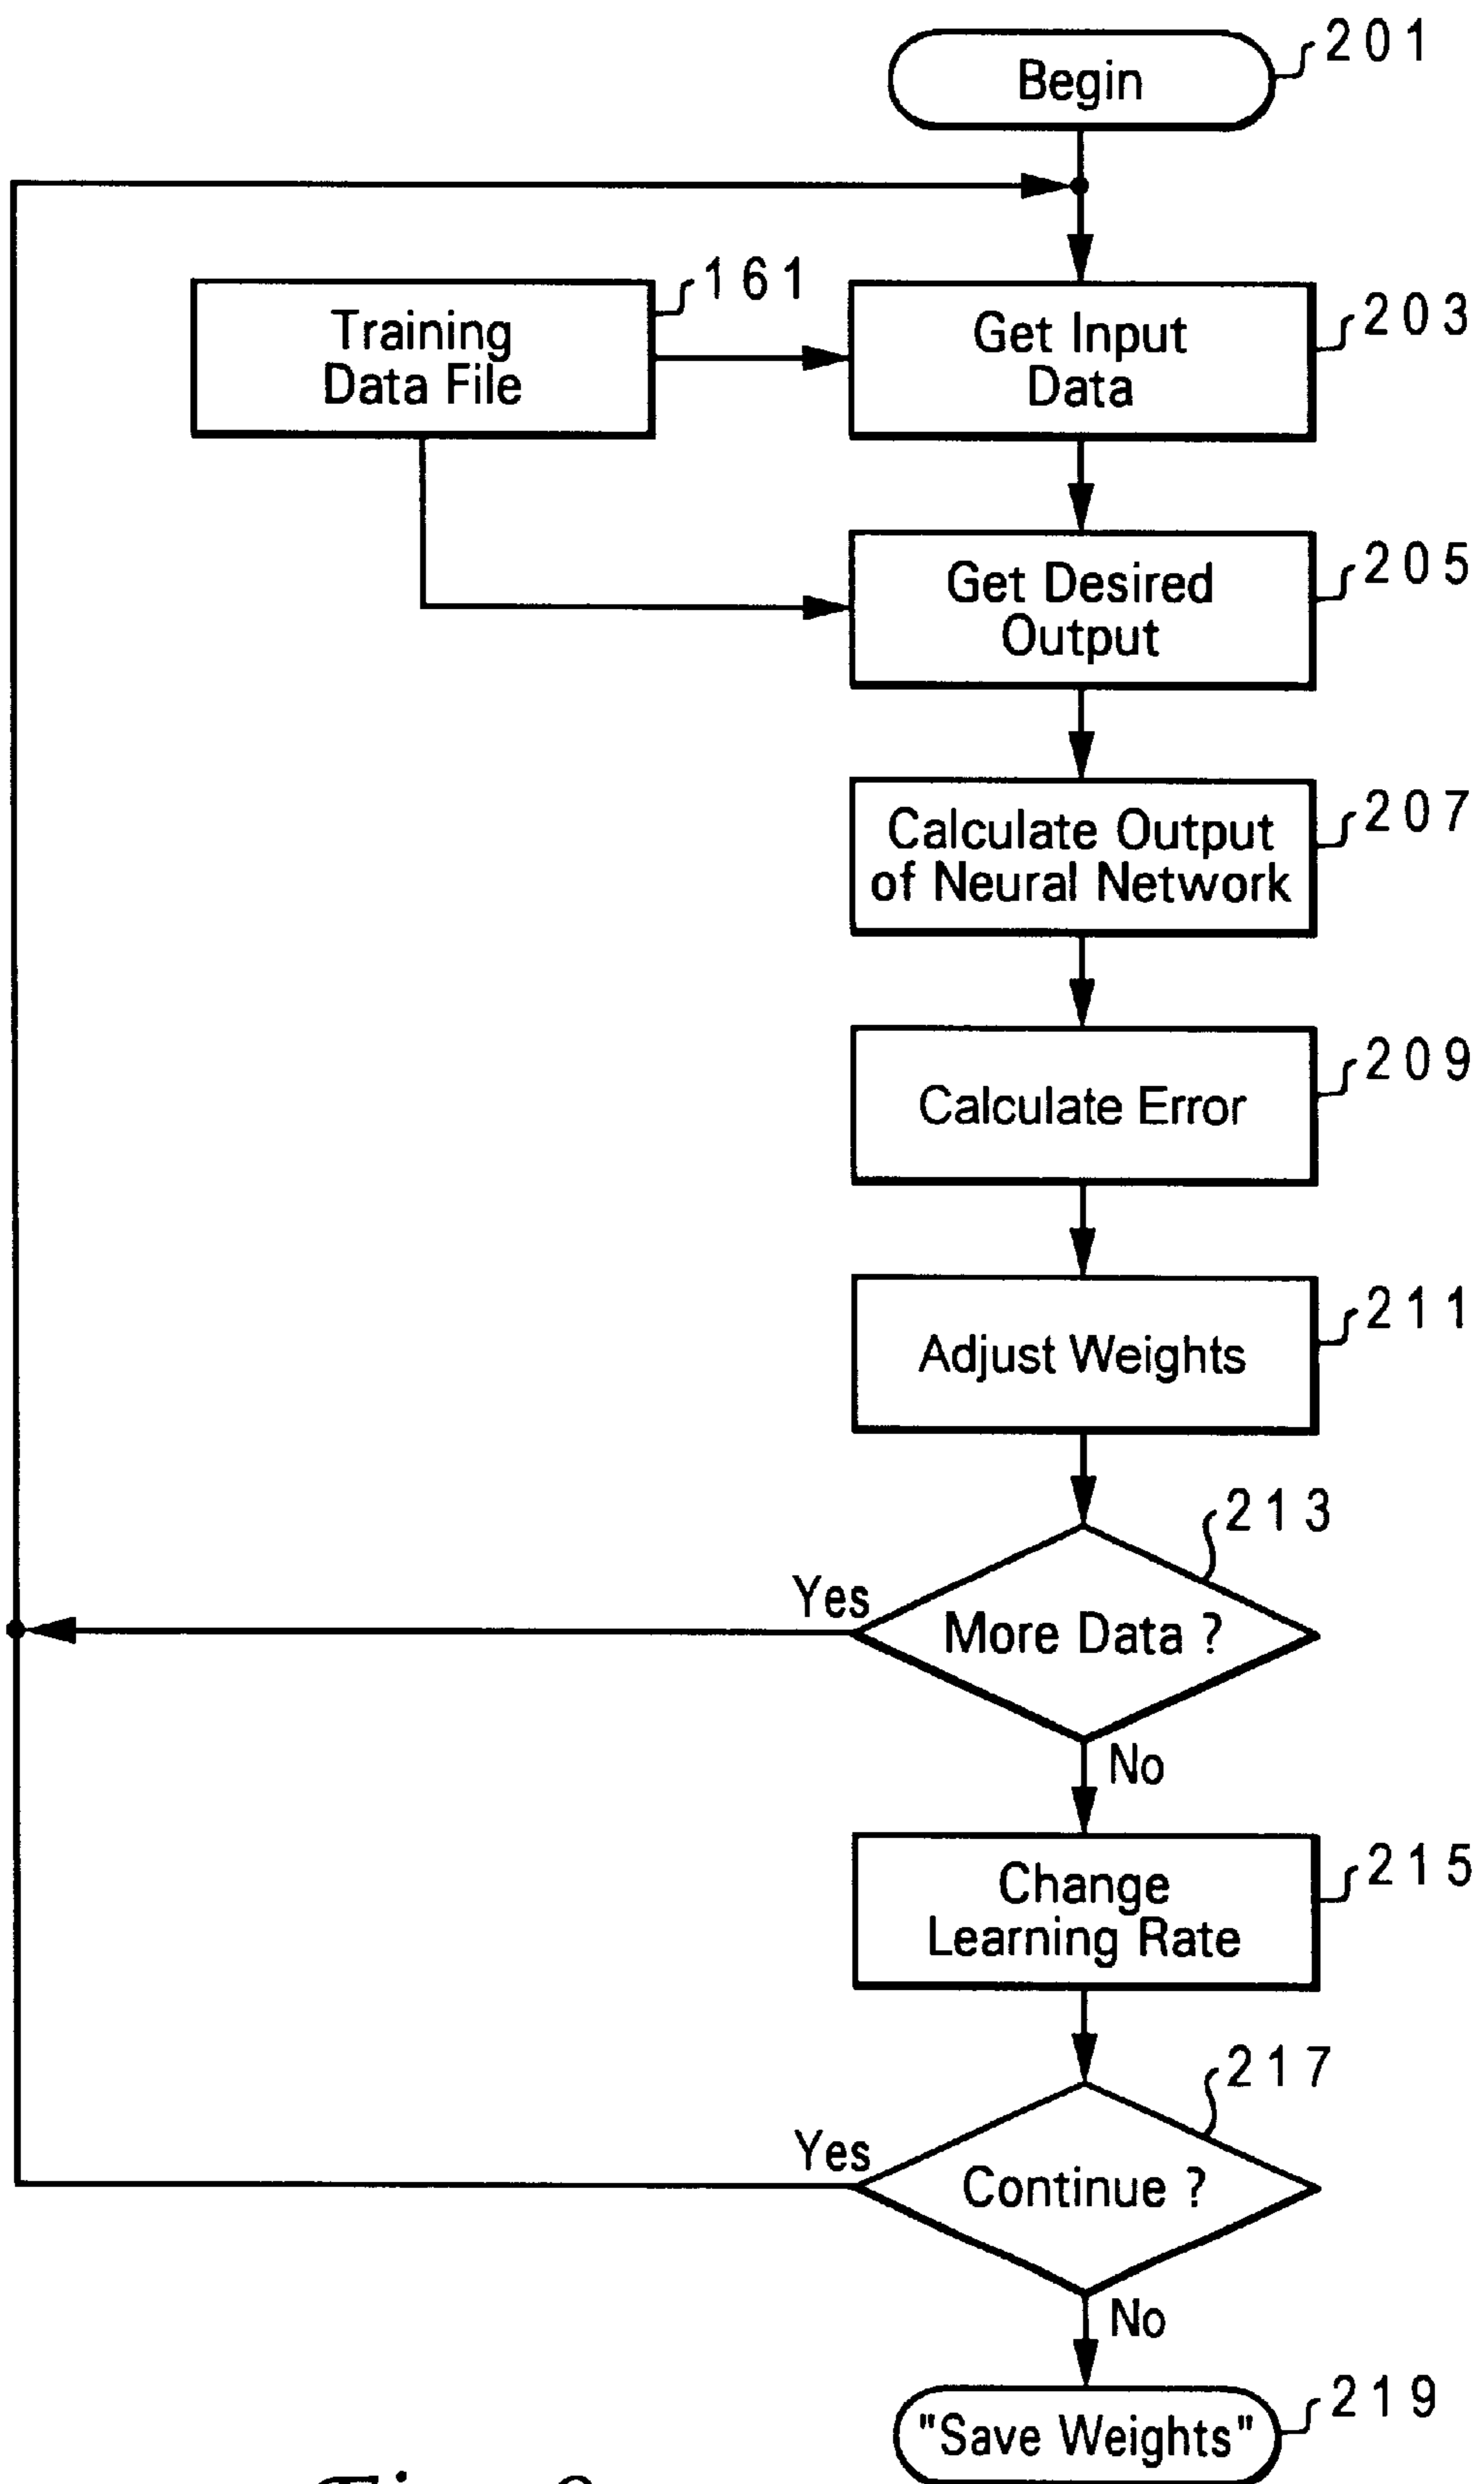 Begin
201
161
Training
Data File
Get Input
Data
203
Get Desired
Output
205
Calculate Output
of Neural Network
207
Calculate Error
209
Adjust Weights
211
213
Yes
More Data ?
No
Change
Learning Rate
215
217
Yes
Continue ?
No
"Save Weights"
219